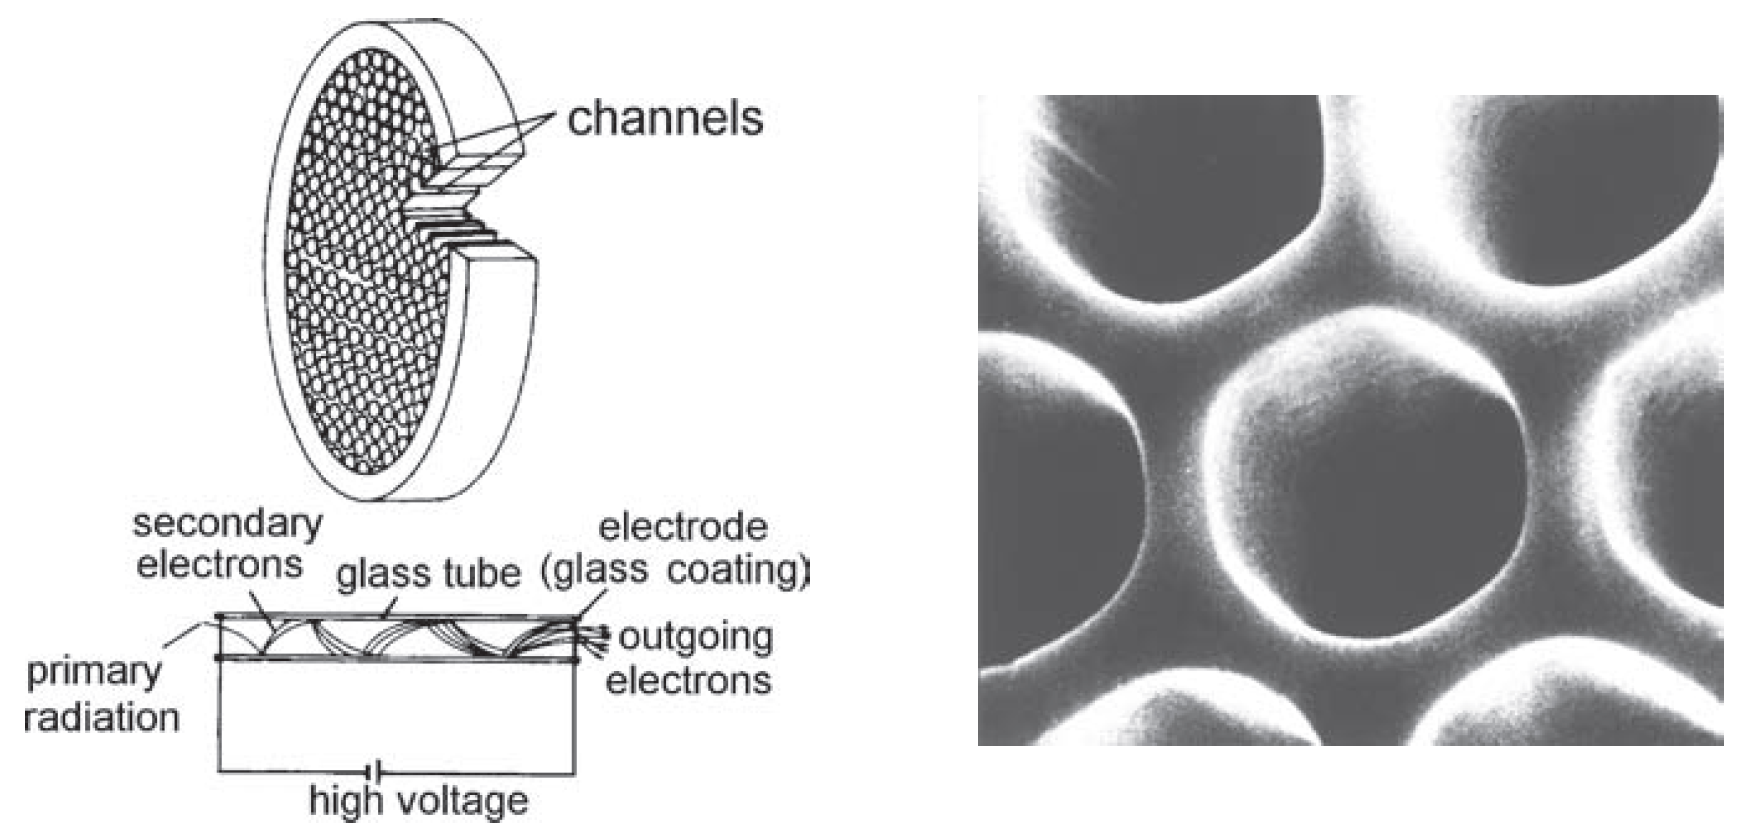 channels
secondary
electrons
glass tube
electrode
(glass coating)
primary
radiation
outgoing
electrons
high voltage